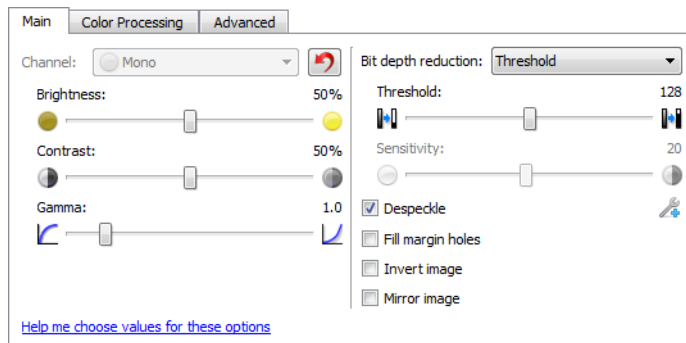 Main
Color Processing
Advanced
Channel:
Mono
Brightness:
50%
Contrast:
50%
Gamma:
1.0
Help me choose values for these options
Bit depth reduction:
Threshold
Threshold:
128
Sensitivity:
20
Despeckle
Fill margin holes
Invert image
Mirror image